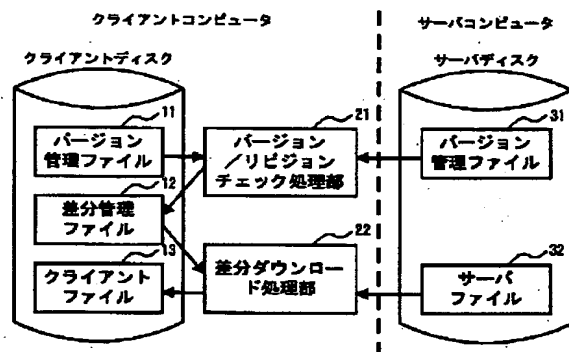 クライアントコンピュータ
サーバコンピュータ
クライアントディスク
サーバディスク
11
バージョン
管理ファイル
21
バージョン
／リビジョン
チェック処理部
31
バージョン
管理ファイル
12
差分管理
ファイル
13
クライアント
ファイル
22
差分ダウンロー
ド処理部
32
サーバ
ファイル